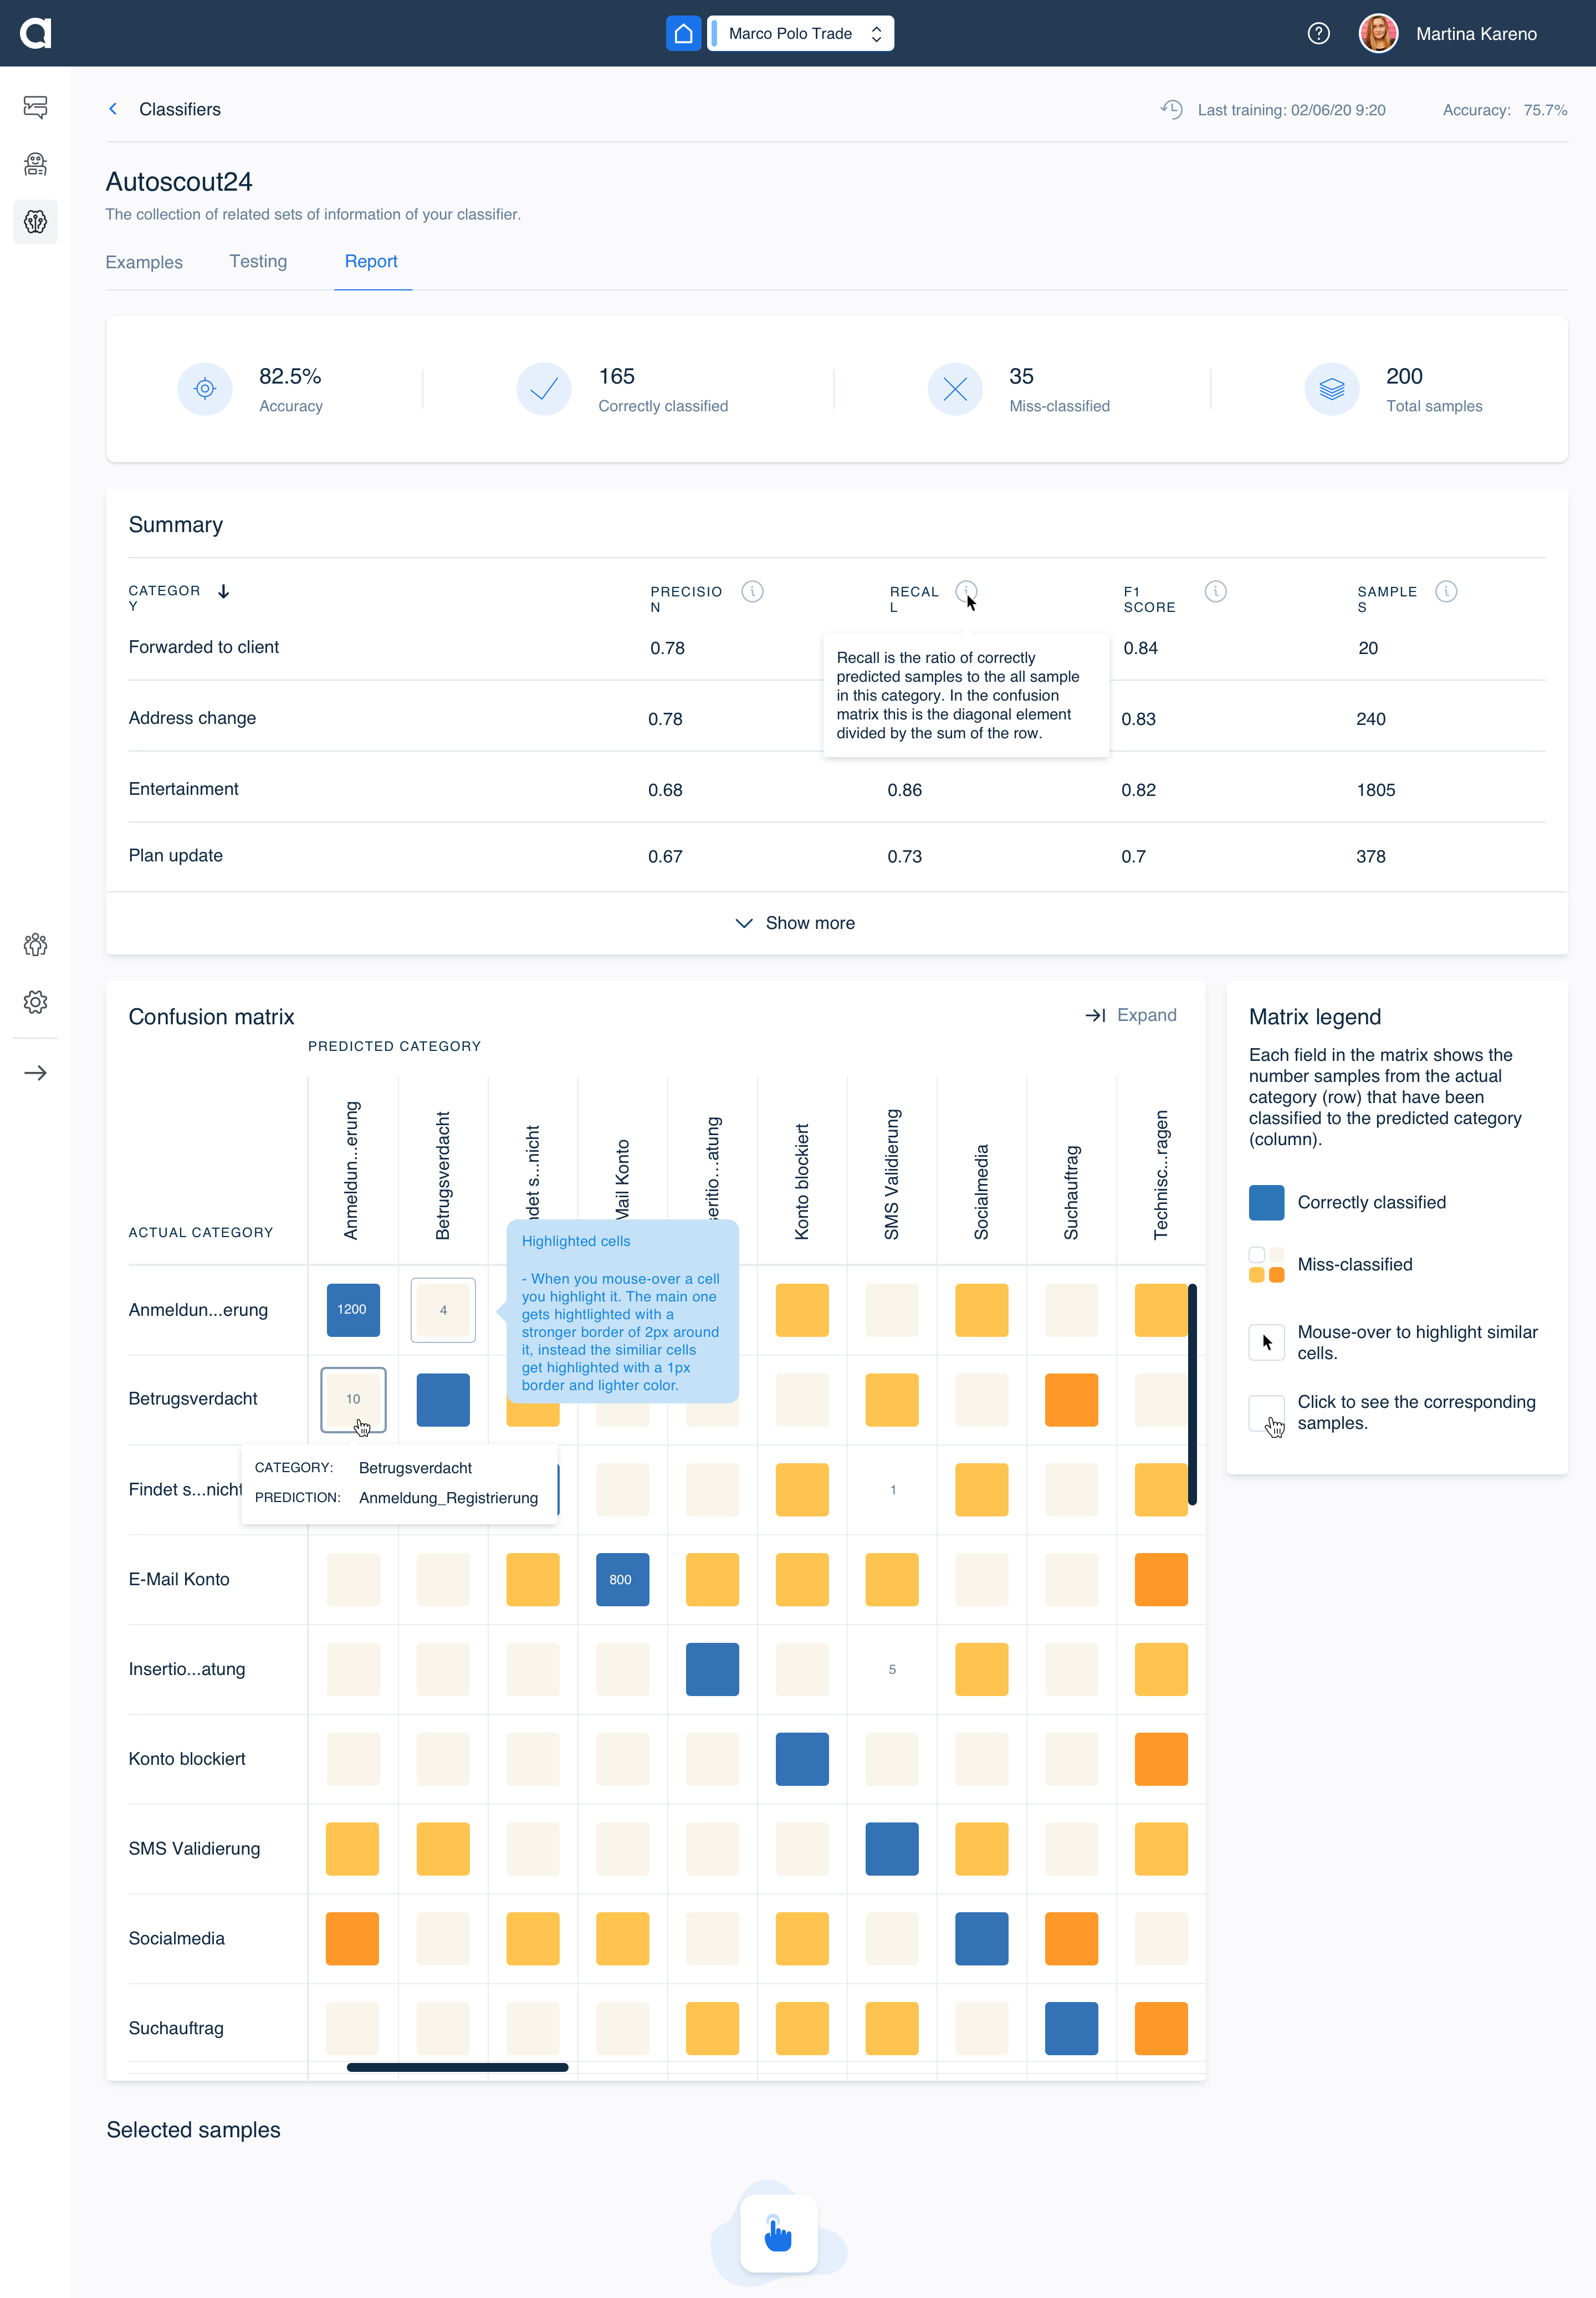 Marco Polo Trade
Martina Kareno
Classifiers
Last training: 02/06/20 9:20
Accuracy: 75.7%
Autoscout24
The collection of related sets of information of your classifier.
Examples
Testing
Report
82.5%
Accuracy
165
Correctly classified
35
Miss-classified
200
Total samples
Summary
CATEGOR
Y
PRECISIO
N
RECAL
L
F1
SCORE
SAMPLE
S
Forwarded to client
0.78
0.84
20
Recall is the ratio of correctly
predicted samples to the all sample
in this category. In the confusion
matrix this is the diagonal element
divided by the sum of the row.
Address change
0.78
0.83
240
Entertainment
0.68
0.86
0.82
1805
Plan update
0.67
0.73
0.7
378
Show more
Confusion matrix
Expand
PREDICTED CATEGORY
ACTUAL CATEGORY
Anmeldun...erung
Betrugsverdacht
ndet s...nicht
Mail Konto
seritio...atung
Konto blockiert
SMS Validierung
Socialmedia
Suchauftrag
Technisc...ragen
Highlighted cells
- When you mouse-over a cell
you highlight it. The main one
gets hightlighted with a
stronger border of 2px around
it, instead the similiar cells
get highlighted with a 1px
border and lighter color.
Anmeldun...erung
1200
4
Betrugsverdacht
10
CATEGORY: Betrugsverdacht
PREDICTION: Anmeldung_Registrierung
Findet s...nicht
1
E-Mail Konto
800
Insertio...atung
5
Konto blockiert
SMS Validierung
Socialmedia
Suchauftrag
Matrix legend
Each field in the matrix shows the
number samples from the actual
category (row) that have been
classified to the predicted category
(column).
Correctly classified
Miss-classified
Mouse-over to highlight similar
cells.
Click to see the corresponding
samples.
Selected samples